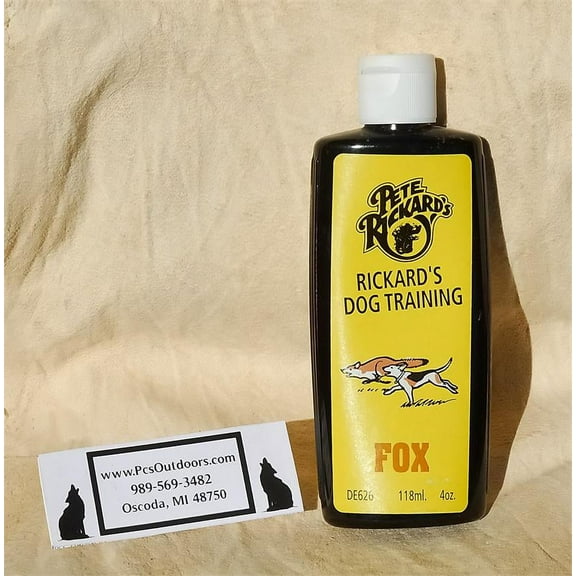 PETE
RICKARD'S
RICKARD'S
DOG TRAINING
FOX
DE626 118ml. 4oz.
www.PcsOutdoors.com
989-569-3482
Oscoda, MI 48750